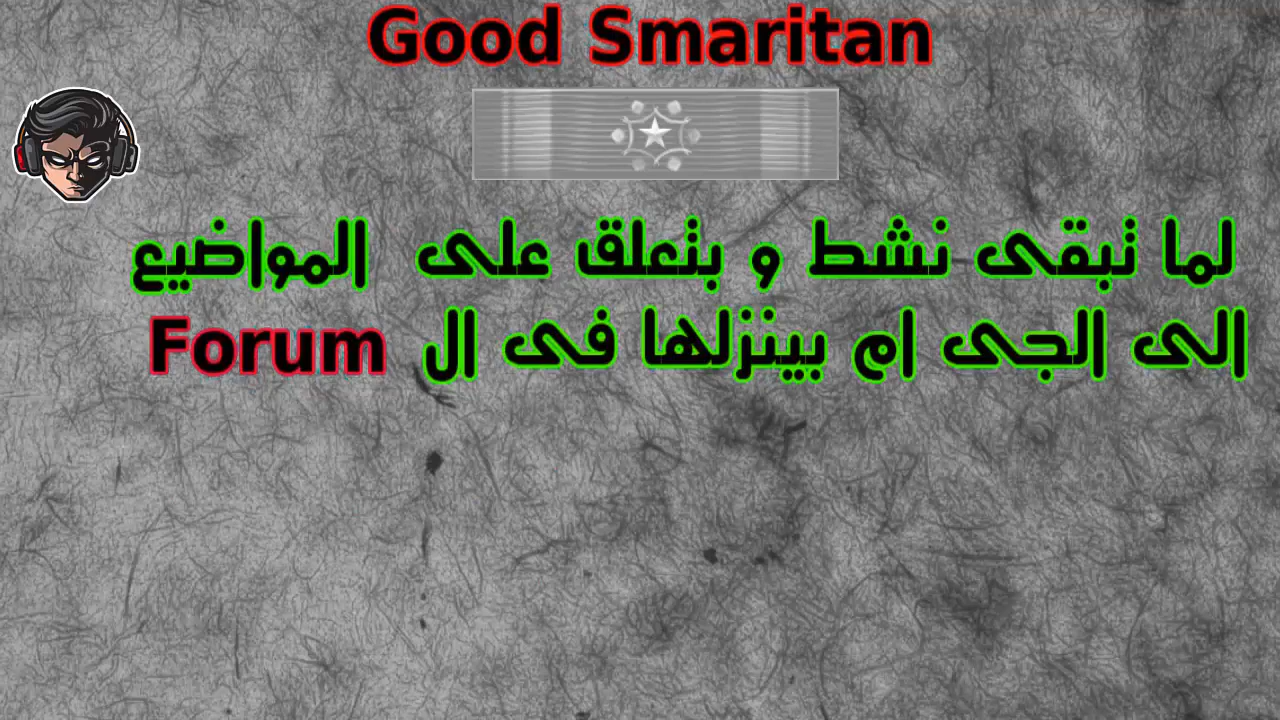 Good Smaritan
لما تبقى نشط و بتعلق على المواضيع
الى الجى ام بينزلها فى ال Forum